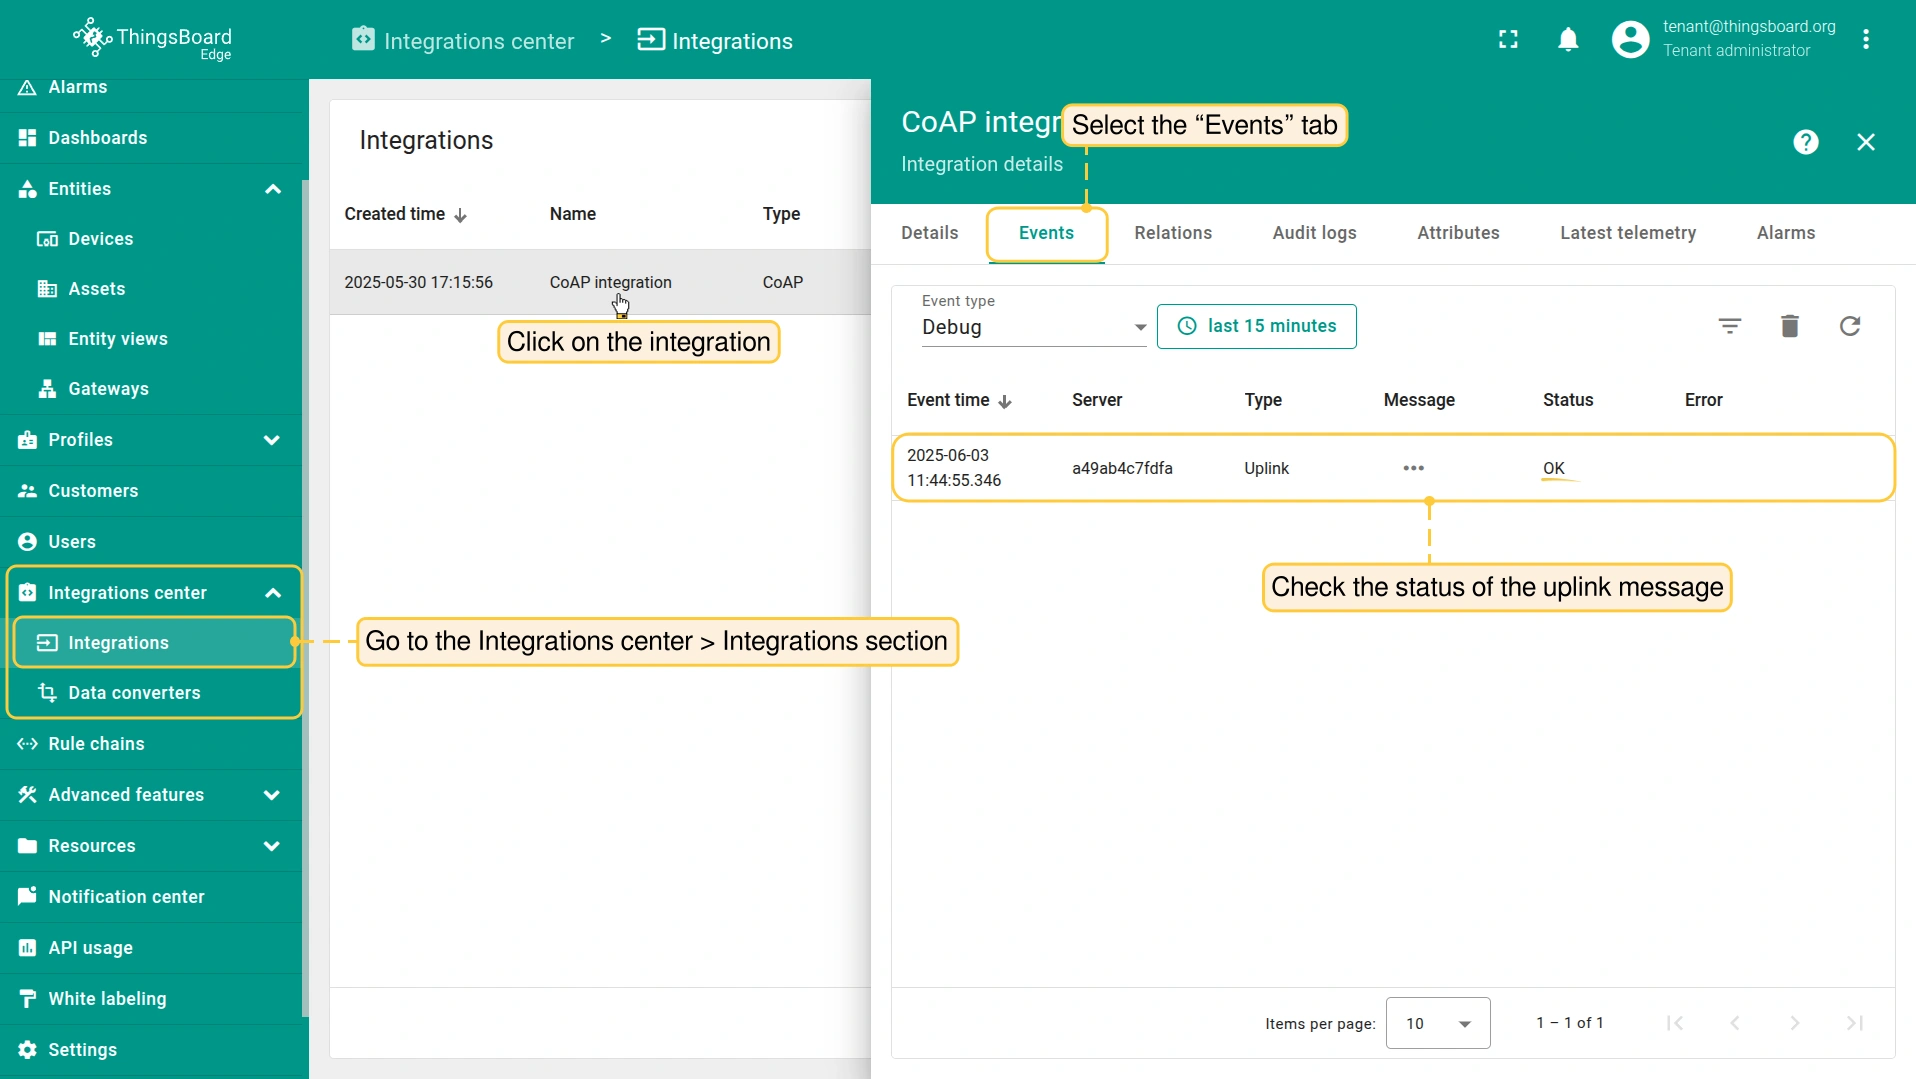 ThingsBoard
Edge
Integrations center > Integrations
tenant@thingsboard.org
Tenant administrator
Alarms
Dashboards
Entities
Devices
Assets
Entity views
Gateways
Profiles
Customers
Users
Integrations center
Integrations
Data converters
Rule chains
Advanced features
Resources
Notification center
API usage
White labeling
Settings
Integrations
Created time Name Type
2025-05-30 17:15:56 CoAP integration CoAP
Click on the integration
Go to the Integrations center > Integrations section
CoAP integr
Select the “Events” tab
Integration details
Details Events Relations Audit logs Attributes Latest telemetry Alarms
Event type
Debug
last 15 minutes
Event time Server Type Message Status Error
2025-06-03
11:44:55.346
a49ab4c7fdfa Uplink ••• OK
Check the status of the uplink message
Items per page: 10 1 – 1 of 1